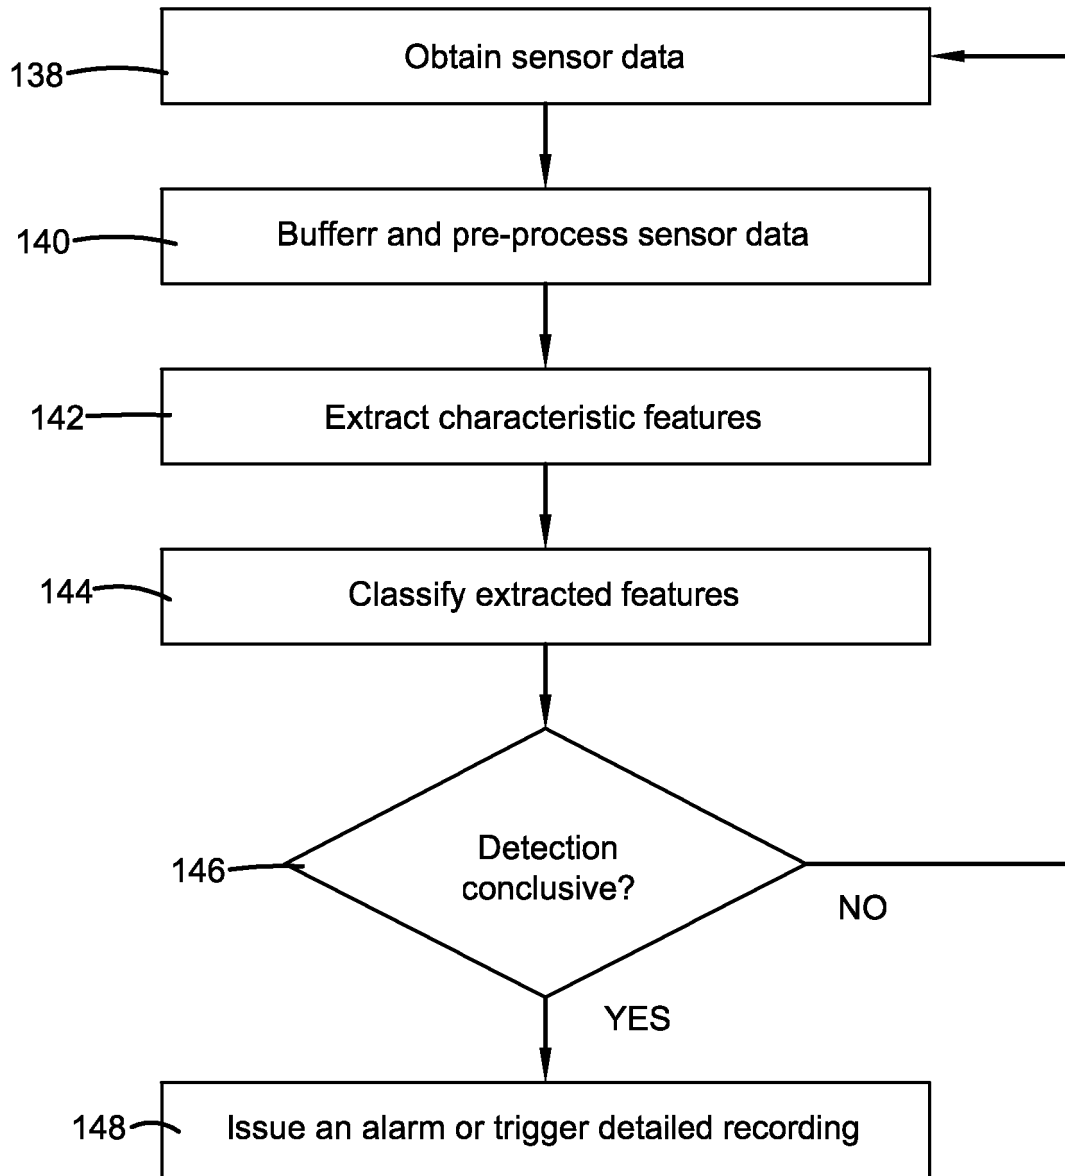 138
Obtain sensor data
140
Bufferr and pre-process sensor data
142
Extract characteristic features
144
Classify extracted features
146
Detection
conclusive?
NO
YES
148
Issue an alarm or trigger detailed recording